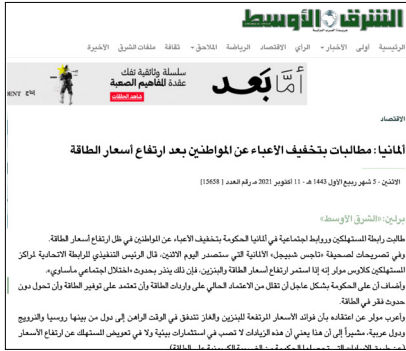 الشرق الأوسط
الرئيسية أولى الأخبار الرأي الاقتصاد الرياضة الملاحق ثقافة ملفات الشرق الأخيرة
أمّا بَعد
سلسلة وثائقية تفك
عقدة المفاهيم الصعبة
شاهد الحلقات
الاقتصاد
ألمانيا: مطالبات بتخفيف الأعباء عن المواطنين بعد ارتفاع أسعار الطاقة
الاثنين - 5 شهر ربيع الأول 1443 هـ - 11 أكتوبر 2021 مـ رقم العدد [15658]
برلين: «الشرق الأوسط»
طالبت رابطة المستهلكين وروابط اجتماعية في ألمانيا الحكومة بتخفيف الأعباء عن المواطنين في ظل ارتفاع أسعار الطاقة.
وفي تصريحات لصحيفة «تاجس شبيجل» الألمانية التي ستصدر اليوم الاثنين، قال الرئيس التنفيذي للرابطة الاتحادية لمراكز
المستهلكين كلاوس مولر إنه إذا استمر ارتفاع أسعار الطاقة والبنزين، فإن ذلك ينذر بحدوث «اختلال اجتماعي مأساوي».
وأضاف أن على الحكومة بشكل عاجل أن تقلل من الاعتماد الحالي على واردات الطاقة وأن تعتمد على توفير الطاقة وأن تحول دون
حدوث فقر في الطاقة.
وأعرب مولر عن اعتقاده بأن فوائد الأسعار المرتفعة للبنزين والغاز تتدفق في الوقت الراهن إلى دول من بينها روسيا والنرويج
ودول عربية، مشيراً إلى أن هذا يعني أن هذه الزيادات لا تصب في استثمارات بيئية ولا في تعويض المستهلك عن ارتفاع الأسعار